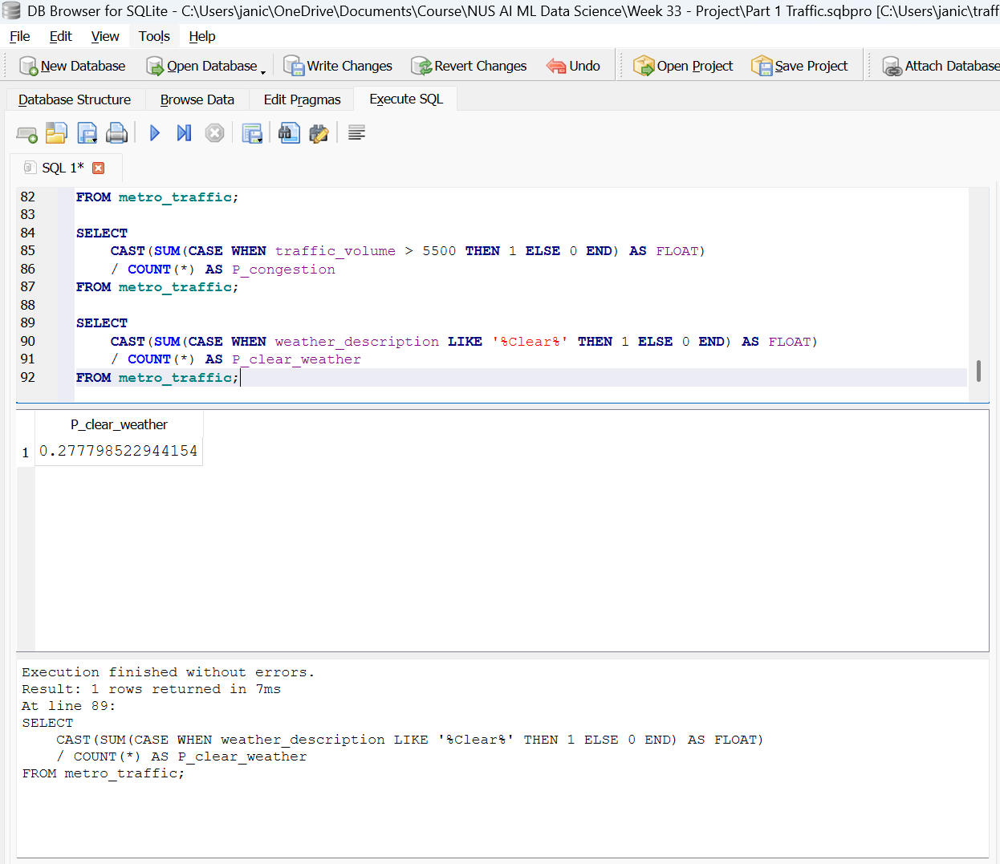 DB Browser for SQLite - C:\Users\janic\OneDrive\Documents\Course\NUS AI ML Data Science\Week 33 - Project\Part 1 Traffic.sqbpro [C:\Users\janic\traff
File Edit View Tools Help
New Database Open Database Write Changes Revert Changes Undo Open Project Save Project Attach Database
Database Structure Browse Data Edit Pragmas Execute SQL
SQL 1*
82 FROM metro_traffic;
83
84 SELECT
85 CAST(SUM(CASE WHEN traffic_volume > 5500 THEN 1 ELSE 0 END) AS FLOAT)
86 / COUNT(*) AS P_congestion
87 FROM metro_traffic;
88
89 SELECT
90 CAST(SUM(CASE WHEN weather_description LIKE '%Clear%' THEN 1 ELSE 0 END) AS FLOAT)
91 / COUNT(*) AS P_clear_weather
92 FROM metro_traffic;
P_clear_weather
1 0.277798522944154
Execution finished without errors.
Result: 1 rows returned in 7ms
At line 89:
SELECT
CAST(SUM(CASE WHEN weather_description LIKE '%Clear%' THEN 1 ELSE 0 END) AS FLOAT)
/ COUNT(*) AS P_clear_weather
FROM metro_traffic;